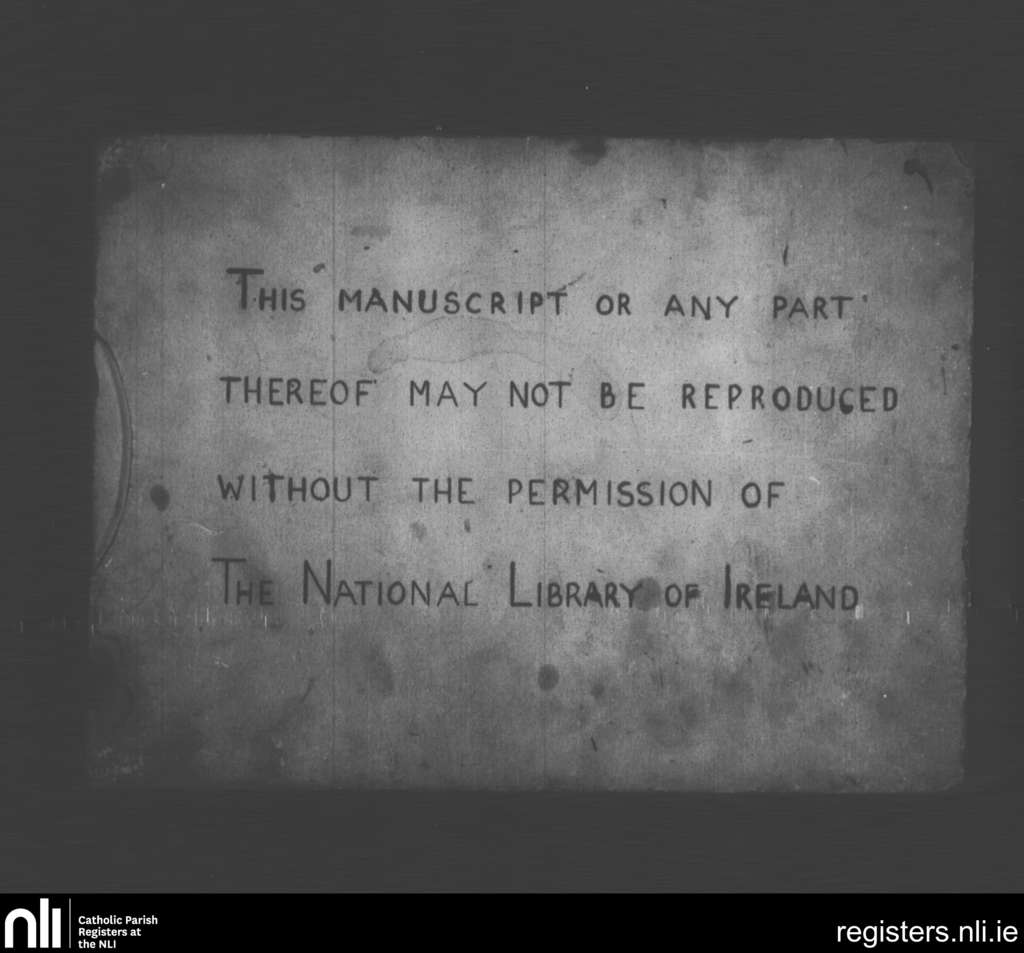 This manuscript or any part
thereof may not be reproduced
without the permission of
The National Library of Ireland
nli
Catholic Parish
Registers at
the NLI
registers.nli.ie